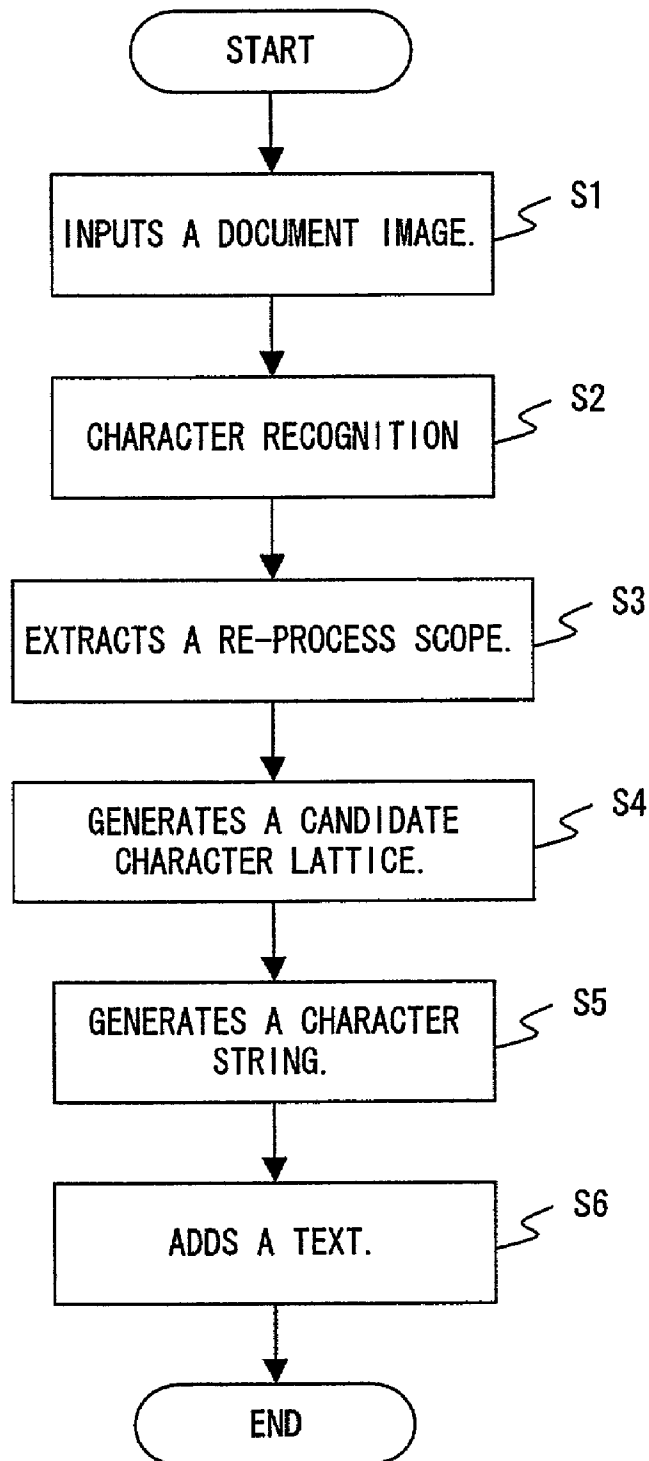 START
S1
INPUTS A DOCUMENT IMAGE.
S2
CHARACTER RECOGNITION
S3
EXTRACTS A RE-PROCESS SCOPE.
S4
GENERATES A CANDIDATE
CHARACTER LATTICE.
S5
GENERATES A CHARACTER
STRING.
S6
ADDS A TEXT.
END